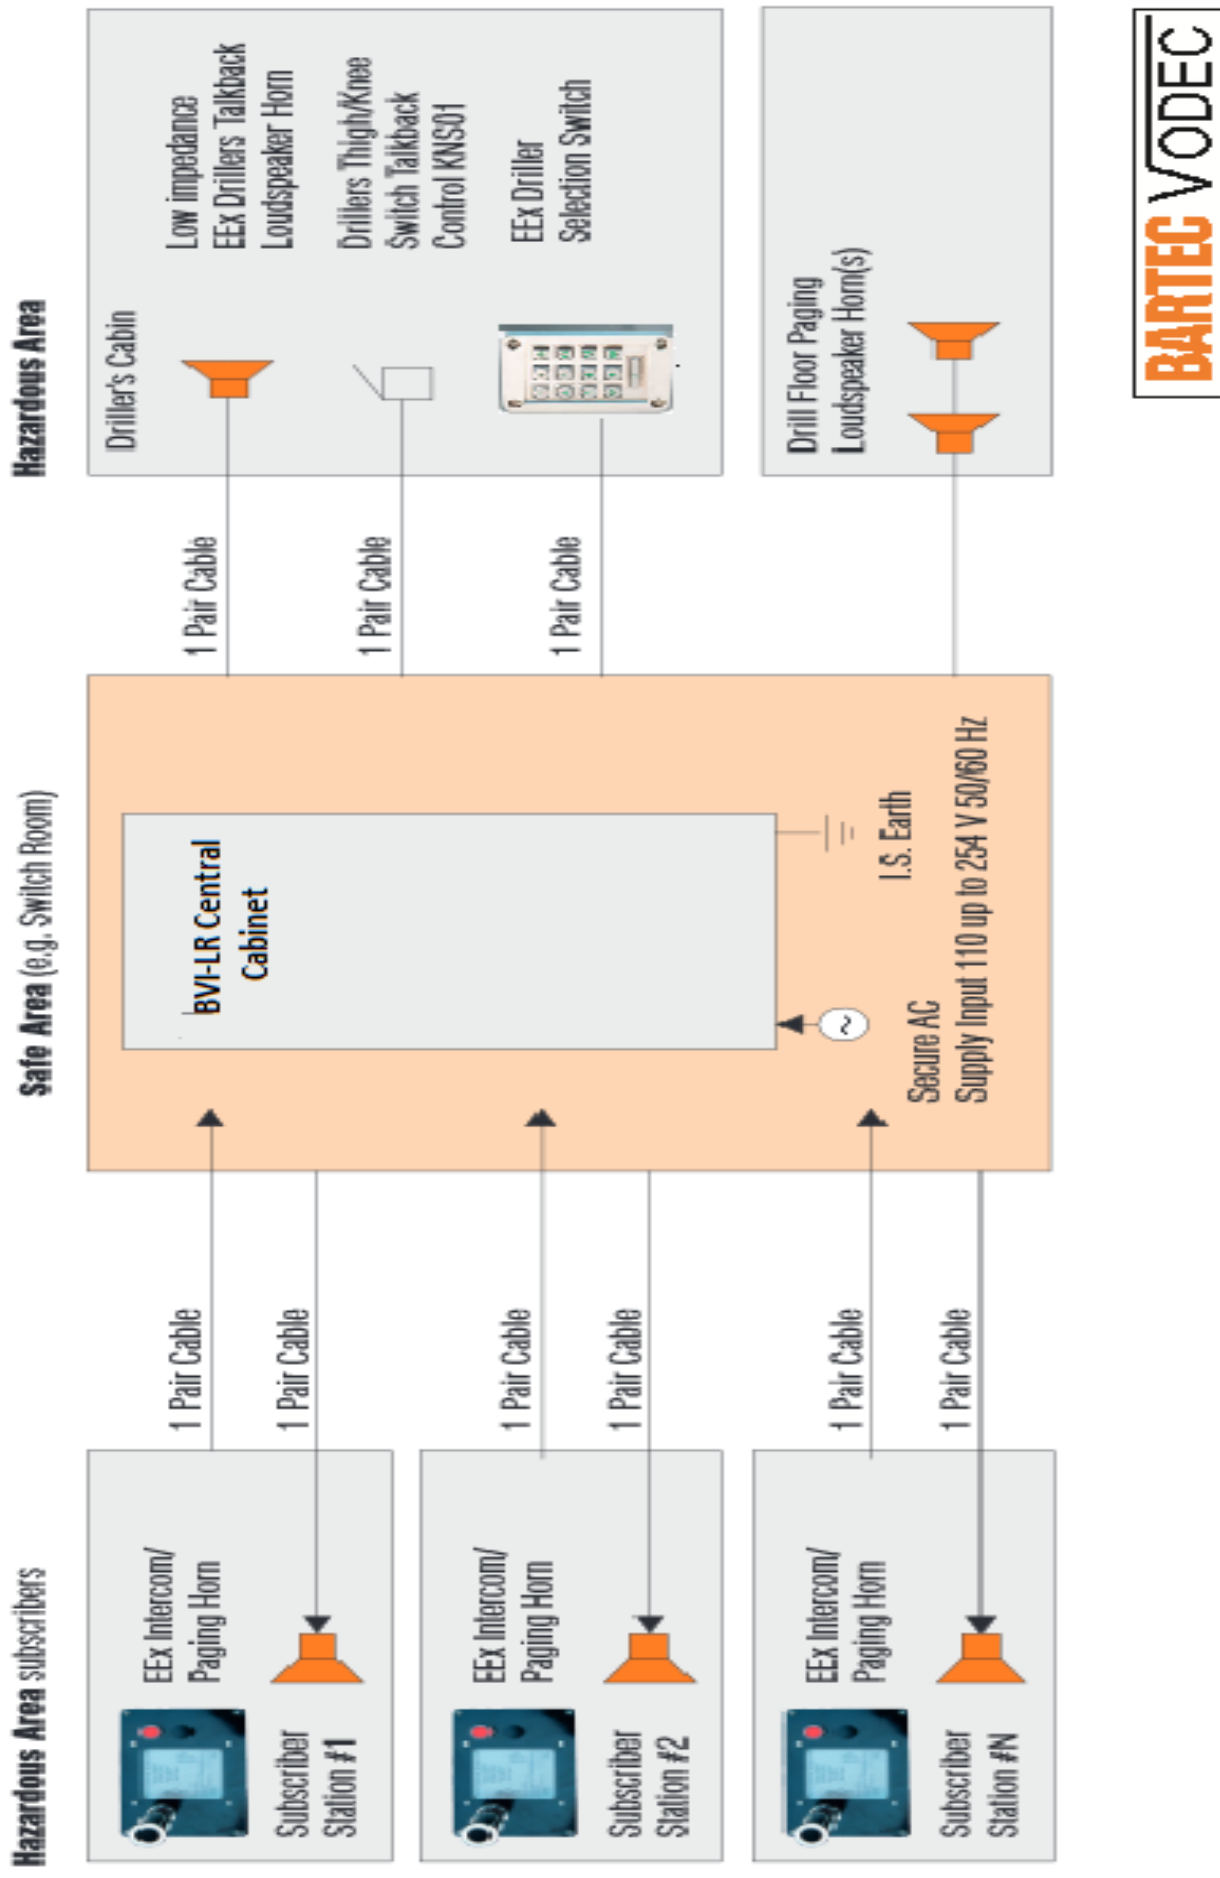 Hazardous Area subscribers
EEx Intercom/
Paging Horn
Subscriber
Station #1
EEx Intercom/
Paging Horn
Subscriber
Station #2
EEx Intercom/
Paging Horn
Subscriber
Station #N
1 Pair Cable
1 Pair Cable
1 Pair Cable
1 Pair Cable
1 Pair Cable
1 Pair Cable
Safe Area (e.g. Switch Room)
BVI-LR Central
Cabinet
~
I.S. Earth
Secure AC
Supply Input 110 up to 254 V 50/60 Hz
1 Pair Cable
1 Pair Cable
1 Pair Cable
Hazardous Area
Driller's Cabin
Low impedance
EEx Drillers Talkback
Loudspeaker Horn
Drillers Thigh/Knee
Switch Talkback
Control KNS01
EEx Driller
Selection Switch
Drill Floor Paging
Loudspeaker Horn(s)
BARTEC VODEC